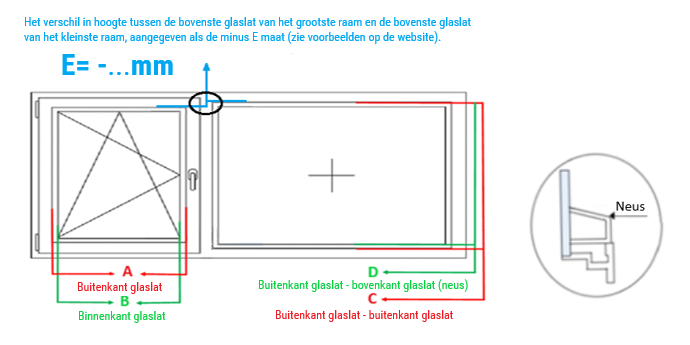 Het verschil in hoogte tussen de bovenste glaslat van het grootste raam en de bovenste glaslat
van het kleinste raam, aangegeven als de minus E maat (zie voorbeelden op de website).
E= -...mm
Neus
A
Buitenkant glaslat
B
Binnenkant glaslat
D
Buitenkant glaslat - bovenkant glaslat (neus)
C
Buitenkant glaslat - buitenkant glaslat